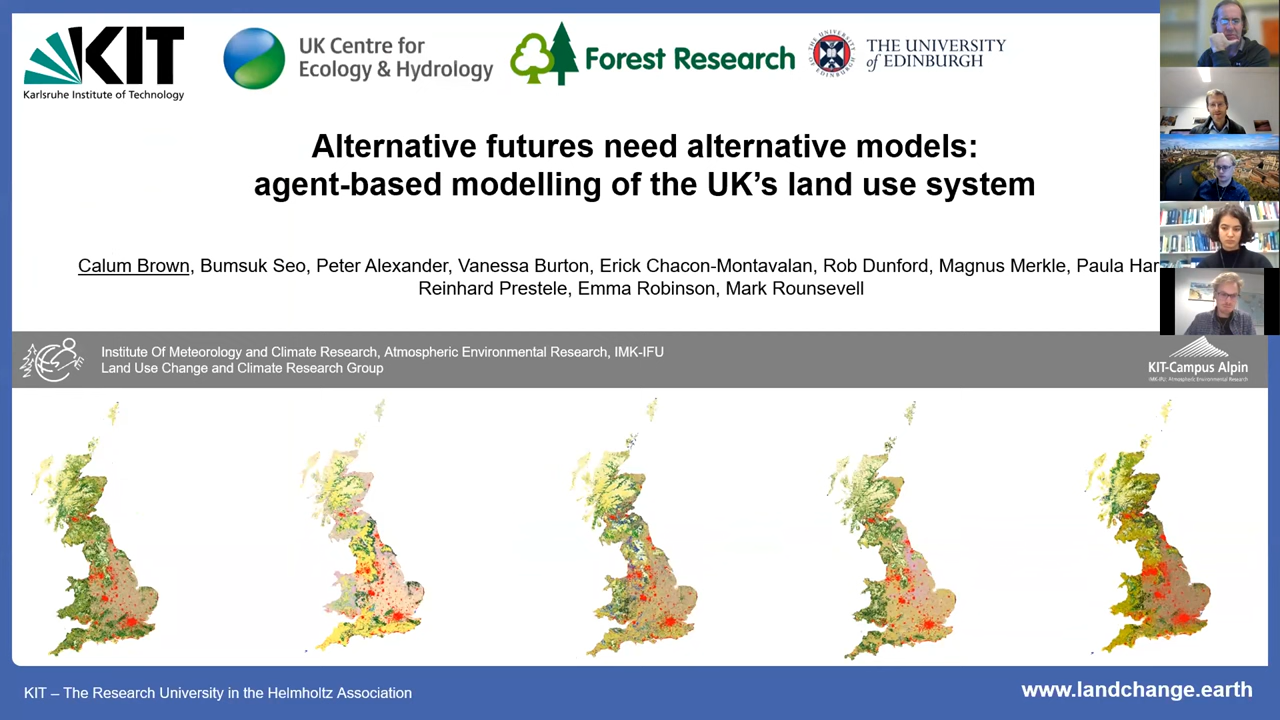 KIT
Karlsruhe Institute of Technology
UK Centre for
Ecology & Hydrology
Forest Research
THE UNIVERSITY
of EDINBURGH
Alternative futures need alternative models:
agent-based modelling of the UK’s land use system
Calum Brown, Bumsuk Seo, Peter Alexander, Vanessa Burton, Erick Chacon-Montavalan, Rob Dunford, Magnus Merkle, Paula Har
Reinhard Prestele, Emma Robinson, Mark Rounsevell
Institute Of Meteorology and Climate Research, Atmospheric Environmental Research, IMK-IFU
Land Use Change and Climate Research Group
KIT-Campus Alpin
IMK-IFU Atmospheric Environmental Research
KIT – The Research University in the Helmholtz Association
www.landchange.earth